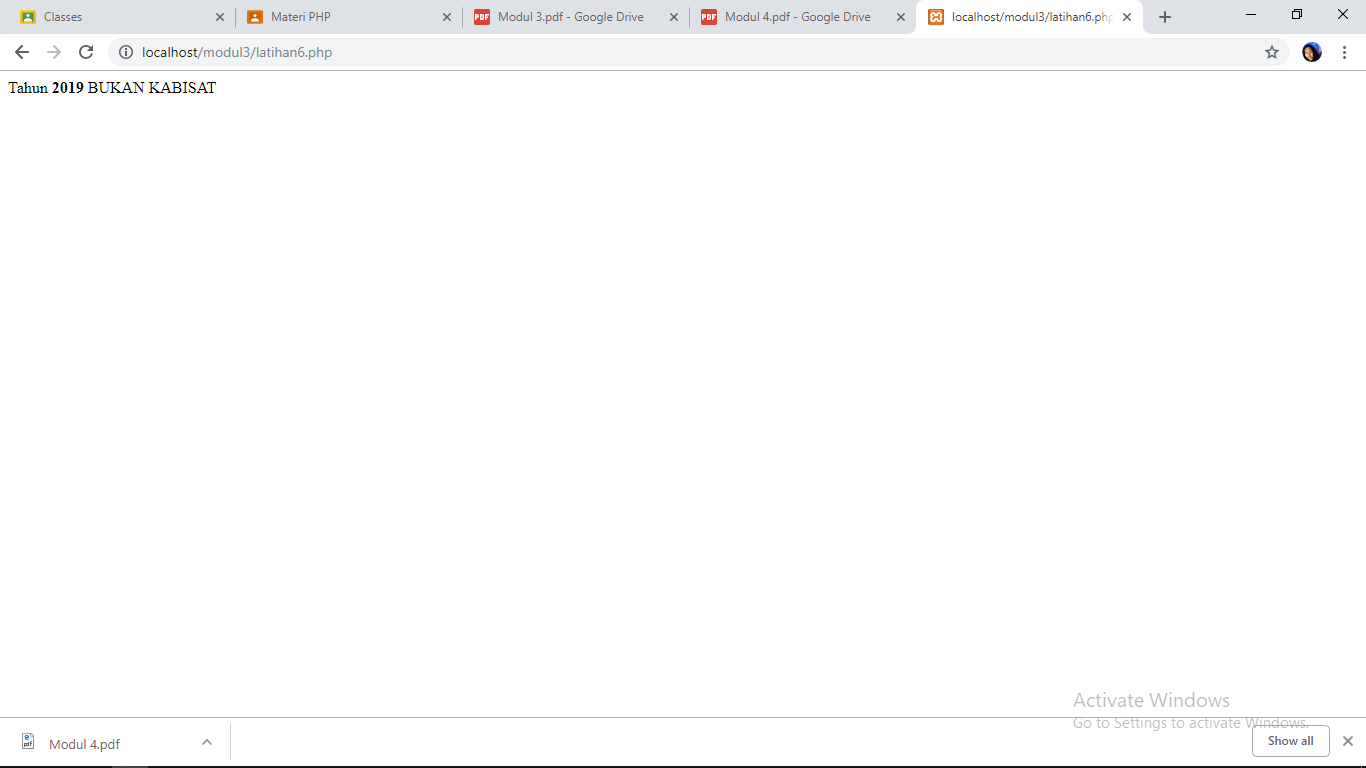 Classes
Materi PHP
Modul 3.pdf - Google Drive
Modul 4.pdf - Google Drive
localhost/modul3/latihan6.php
localhost/modul3/latihan6.php
Tahun 2019 BUKAN KABISAT
Activate Windows
Go to Settings to activate Windows.
Modul 4.pdf
Show all